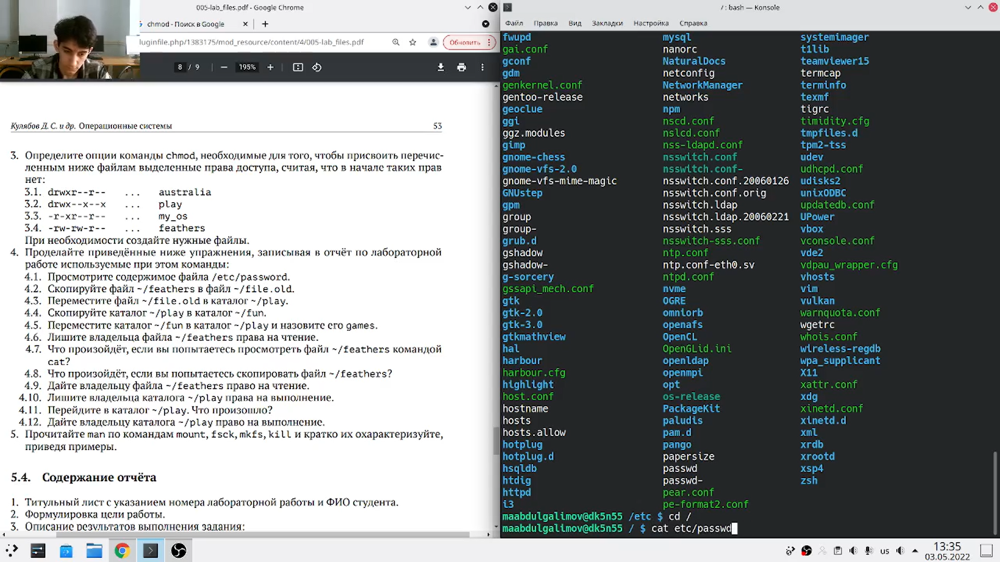 005-lab_files.pdf - Google Chrome
chmod - Поиск в Google
luginfile.php/1383175/mod_resource/content/4/005-lab_files.pdf
Обновить
8 / 9
195%
Кулябов Д. С. и др. Операционные системы 53
3. Определите опции команды chmod, необходимые для того, чтобы присвоить перечис-
ленным ниже файлам выделенные права доступа, считая, что в начале таких прав
нет:
3.1. drwxr--r-- ... australia
3.2. drwx--x--x ... play
3.3. -r-xr--r-- ... my_os
3.4. -rw-rw-r-- ... feathers
При необходимости создайте нужные файлы.
4. Проделайте приведённые ниже упражнения, записывая в отчёт по лабораторной
работе используемые при этом команды:
4.1. Просмотрите содержимое файла /etc/password.
4.2. Скопируйте файл ~/feathers в файл ~/file.old.
4.3. Переместите файл ~/file.old в каталог ~/play.
4.4. Скопируйте каталог ~/play в каталог ~/fun.
4.5. Переместите каталог ~/fun в каталог ~/play и назовите его games.
4.6. Лишите владельца файла ~/feathers права на чтение.
4.7. Что произойдёт, если вы попытаетесь просмотреть файл ~/feathers командой
cat?
4.8. Что произойдёт, если вы попытаетесь скопировать файл ~/feathers?
4.9. Дайте владельцу файла ~/feathers право на чтение.
4.10. Лишите владельца каталога ~/play права на выполнение.
4.11. Перейдите в каталог ~/play. Что произошло?
4.12. Дайте владельцу каталога ~/play право на выполнение.
5. Прочитайте man по командам mount, fsck, mkfs, kill и кратко их охарактеризуйте,
приведя примеры.
5.4. Содержание отчёта
1. Титульный лист с указанием номера лабораторной работы и ФИО студента.
2. Формулировка цели работы.
3. Описание результатов выполнения задания:
/ : bash — Konsole
Файл Правка Вид Закладки Настройка Справка
fwupd mysql systemimager
gai.conf nanorc t1lib
gconf NaturalDocs teamviewer15
gdm netconfig termcap
genkernel.conf NetworkManager terminfo
gentoo-release networks texmf
geoclue npm tigrc
ggi nscd.conf timidity.cfg
ggz.modules nslcd.conf tmpfiles.d
gimp nss-ldapd.conf tpm2-tss
gnome-chess nsswitch.conf udev
gnome-vfs-2.0 nsswitch.conf- udhcpd.conf
gnome-vfs-mime-magic nsswitch.conf.20060126 udisks2
GNUstep nsswitch.conf.orig unixODBC
gpm nsswitch.ldap updatedb.conf
group nsswitch.ldap.20060221 UPower
group- nsswitch.sss vbox
grub.d nsswitch-sss.conf vconsole.conf
gshadow ntp.conf vde2
gshadow- ntp.conf-eth0.sv vdpau_wrapper.cfg
g-sorcery ntpd.conf vhosts
gssapi_mech.conf nvme vim
gtk OGRE vulkan
gtk-2.0 omniorb warnquota.conf
gtk-3.0 openafs wgetrc
gtkmathview OpenCL whois.conf
hal OpenGLid.ini wireless-regdb
harbour openldap wpa_supplicant
harbour.cfg openmpi X11
highlight opt xattr.conf
host.conf os-release xdg
hostname PackageKit xinetd.conf
hosts paludis xinetd.d
hosts.allow pam.d xml
hotplug pango xrdb
hotplug.d papersize xrootd
hsqldb passwd xsp4
htdig passwd- zsh
httpd pear.conf
i3 pe-format2.conf
maabdulgalimov@dk5n55 /etc $ cd /
maabdulgalimov@dk5n55 / $ cat etc/passwd
us
13:35
03.05.2022